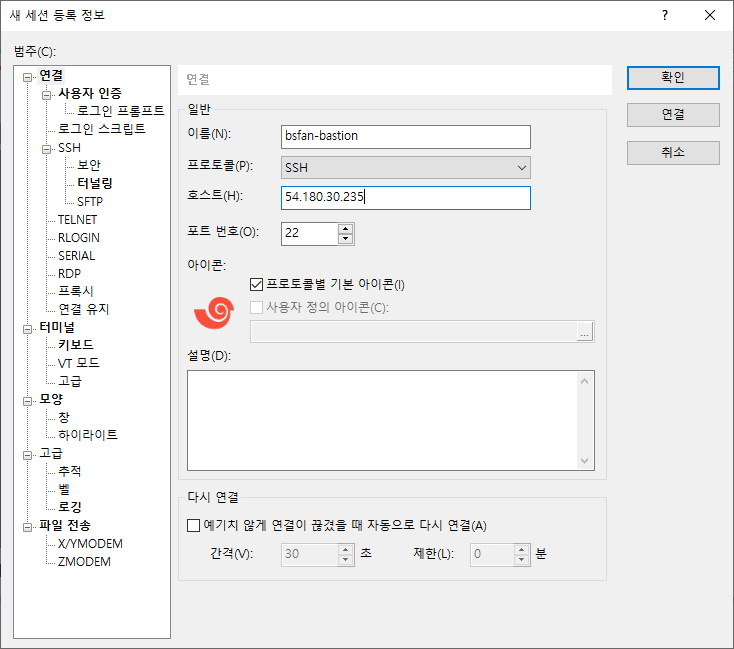 새 세션 등록 정보
?
범주(C):
연결
사용자 인증
로그인 프롬프트
로그인 스크립트
SSH
보안
터널링
SFTP
TELNET
RLOGIN
SERIAL
RDP
프록시
연결 유지
터미널
키보드
VT 모드
고급
모양
창
하이라이트
고급
추적
벨
로깅
파일 전송
X/YMODEM
ZMODEM
연결
일반
이름(N):
bsfan-bastion
프로토콜(P):
SSH
호스트(H):
54.180.30.235
포트 번호(O):
22
아이콘:
프로토콜별 기본 아이콘(I)
사용자 정의 아이콘(C):
...
설명(D):
다시 연결
예기치 않게 연결이 끊겼을 때 자동으로 다시 연결(A)
간격(V): 30 초 제한(L): 0 분
확인
연결
취소